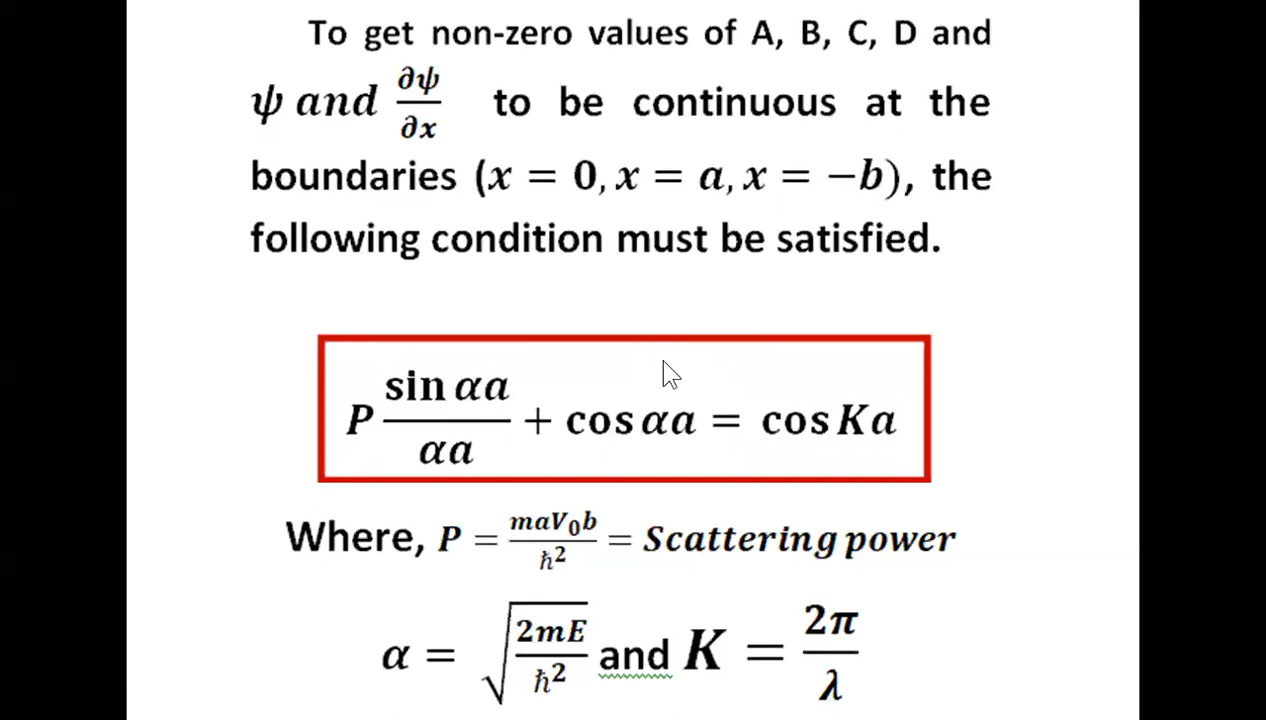 To get non-zero values of A, B, C, D and
ψ and ∂ψ/∂x to be continuous at the
boundaries (x = 0, x = a, x = −b), the
following condition must be satisfied.
P sin αa/αa + cos αa = cos Ka
Where, P = maV₀b/ħ² = Scattering power
α = √(2mE/ħ²) and K = 2π/λ